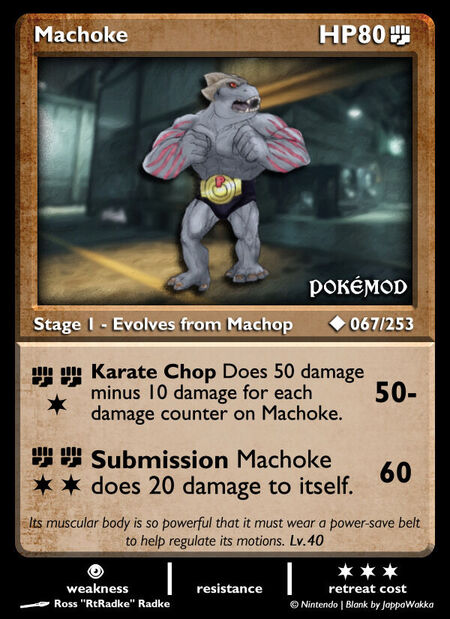 Machoke HP80
POKÉMOD
Stage 1 - Evolves from Machop 067/253
Karate Chop Does 50 damage
minus 10 damage for each
damage counter on Machoke.
50-
Submission Machoke
does 20 damage to itself.
60
Its muscular body is so powerful that it must wear a power-save belt
to help regulate its motions. Lv.40
weakness resistance retreat cost
Ross "RtRadke" Radke © Nintendo | Blank by JappaWakka